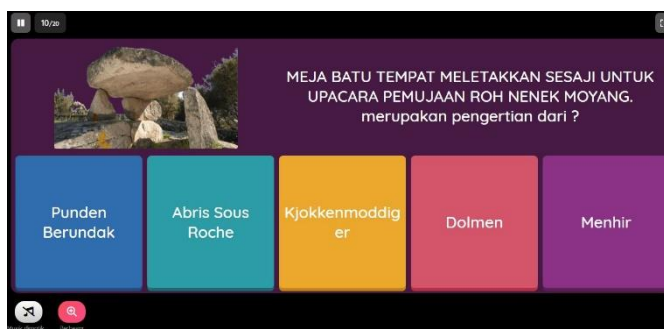 10/20
MEJA BATU TEMPAT MELETAKKAN SESAJI UNTUK
UPACARA PEMUJAAN ROH NENEK MOYANG.
merupakan pengertian dari ?
Punden
Berundak
Abris Sous
Roche
Kjokkenmoddig
er
Dolmen
Menhir